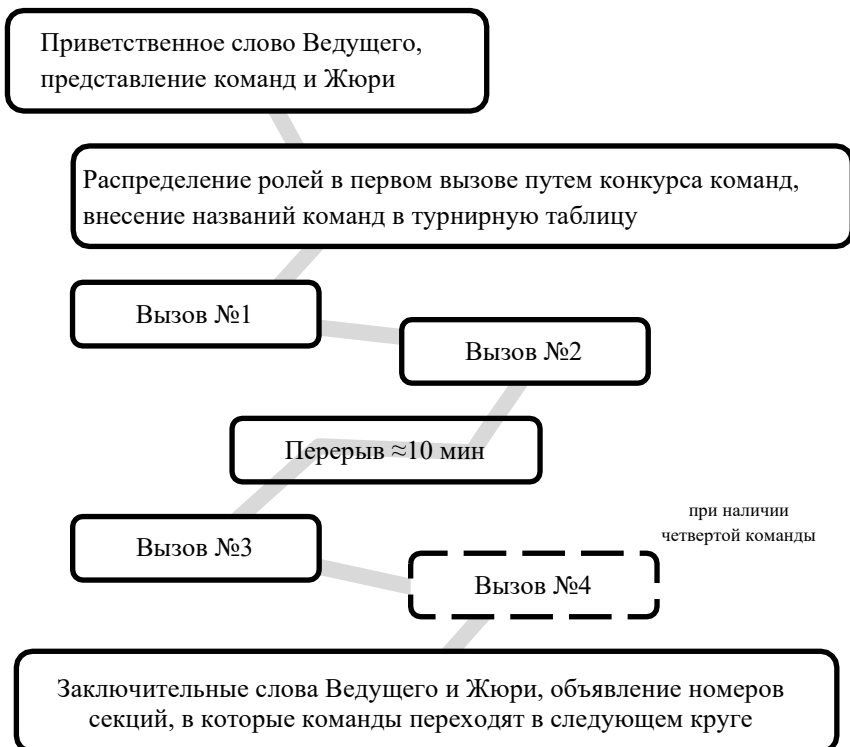 Приветственное слово Ведущего,
представление команд и Жюри
Распределение ролей в первом вызове путем конкурса команд,
внесение названий команд в турнирную таблицу
Вызов №1
Вызов №2
Перерыв ≈10 мин
Вызов №3
при наличии
четвертой команды
Вызов №4
Заключительные слова Ведущего и Жюри, объявление номеров
секций, в которые команды переходят в следующем круге